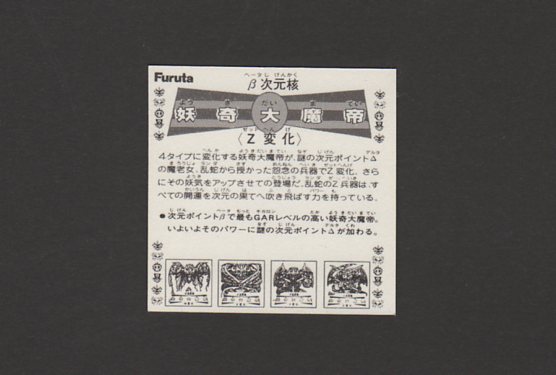 Furuta
β次元核
妖奇大魔帝
〈Z変化〉
4タイプに変化する妖奇大魔帝が、謎の次元ポイントΔ
の魔老女、乱蛇から授かった怨念の兵器でZ変化、さら
にその妖気をアップさせての登場だ。乱蛇のZ兵器は、す
べての開運を次元の果てへ吹き飛ばす力を持っている。
●次元ポイントβで最もGARレベルの高い妖奇大魔帝。
いよいよそのパワーに謎の次元ポイントΔが加わる。